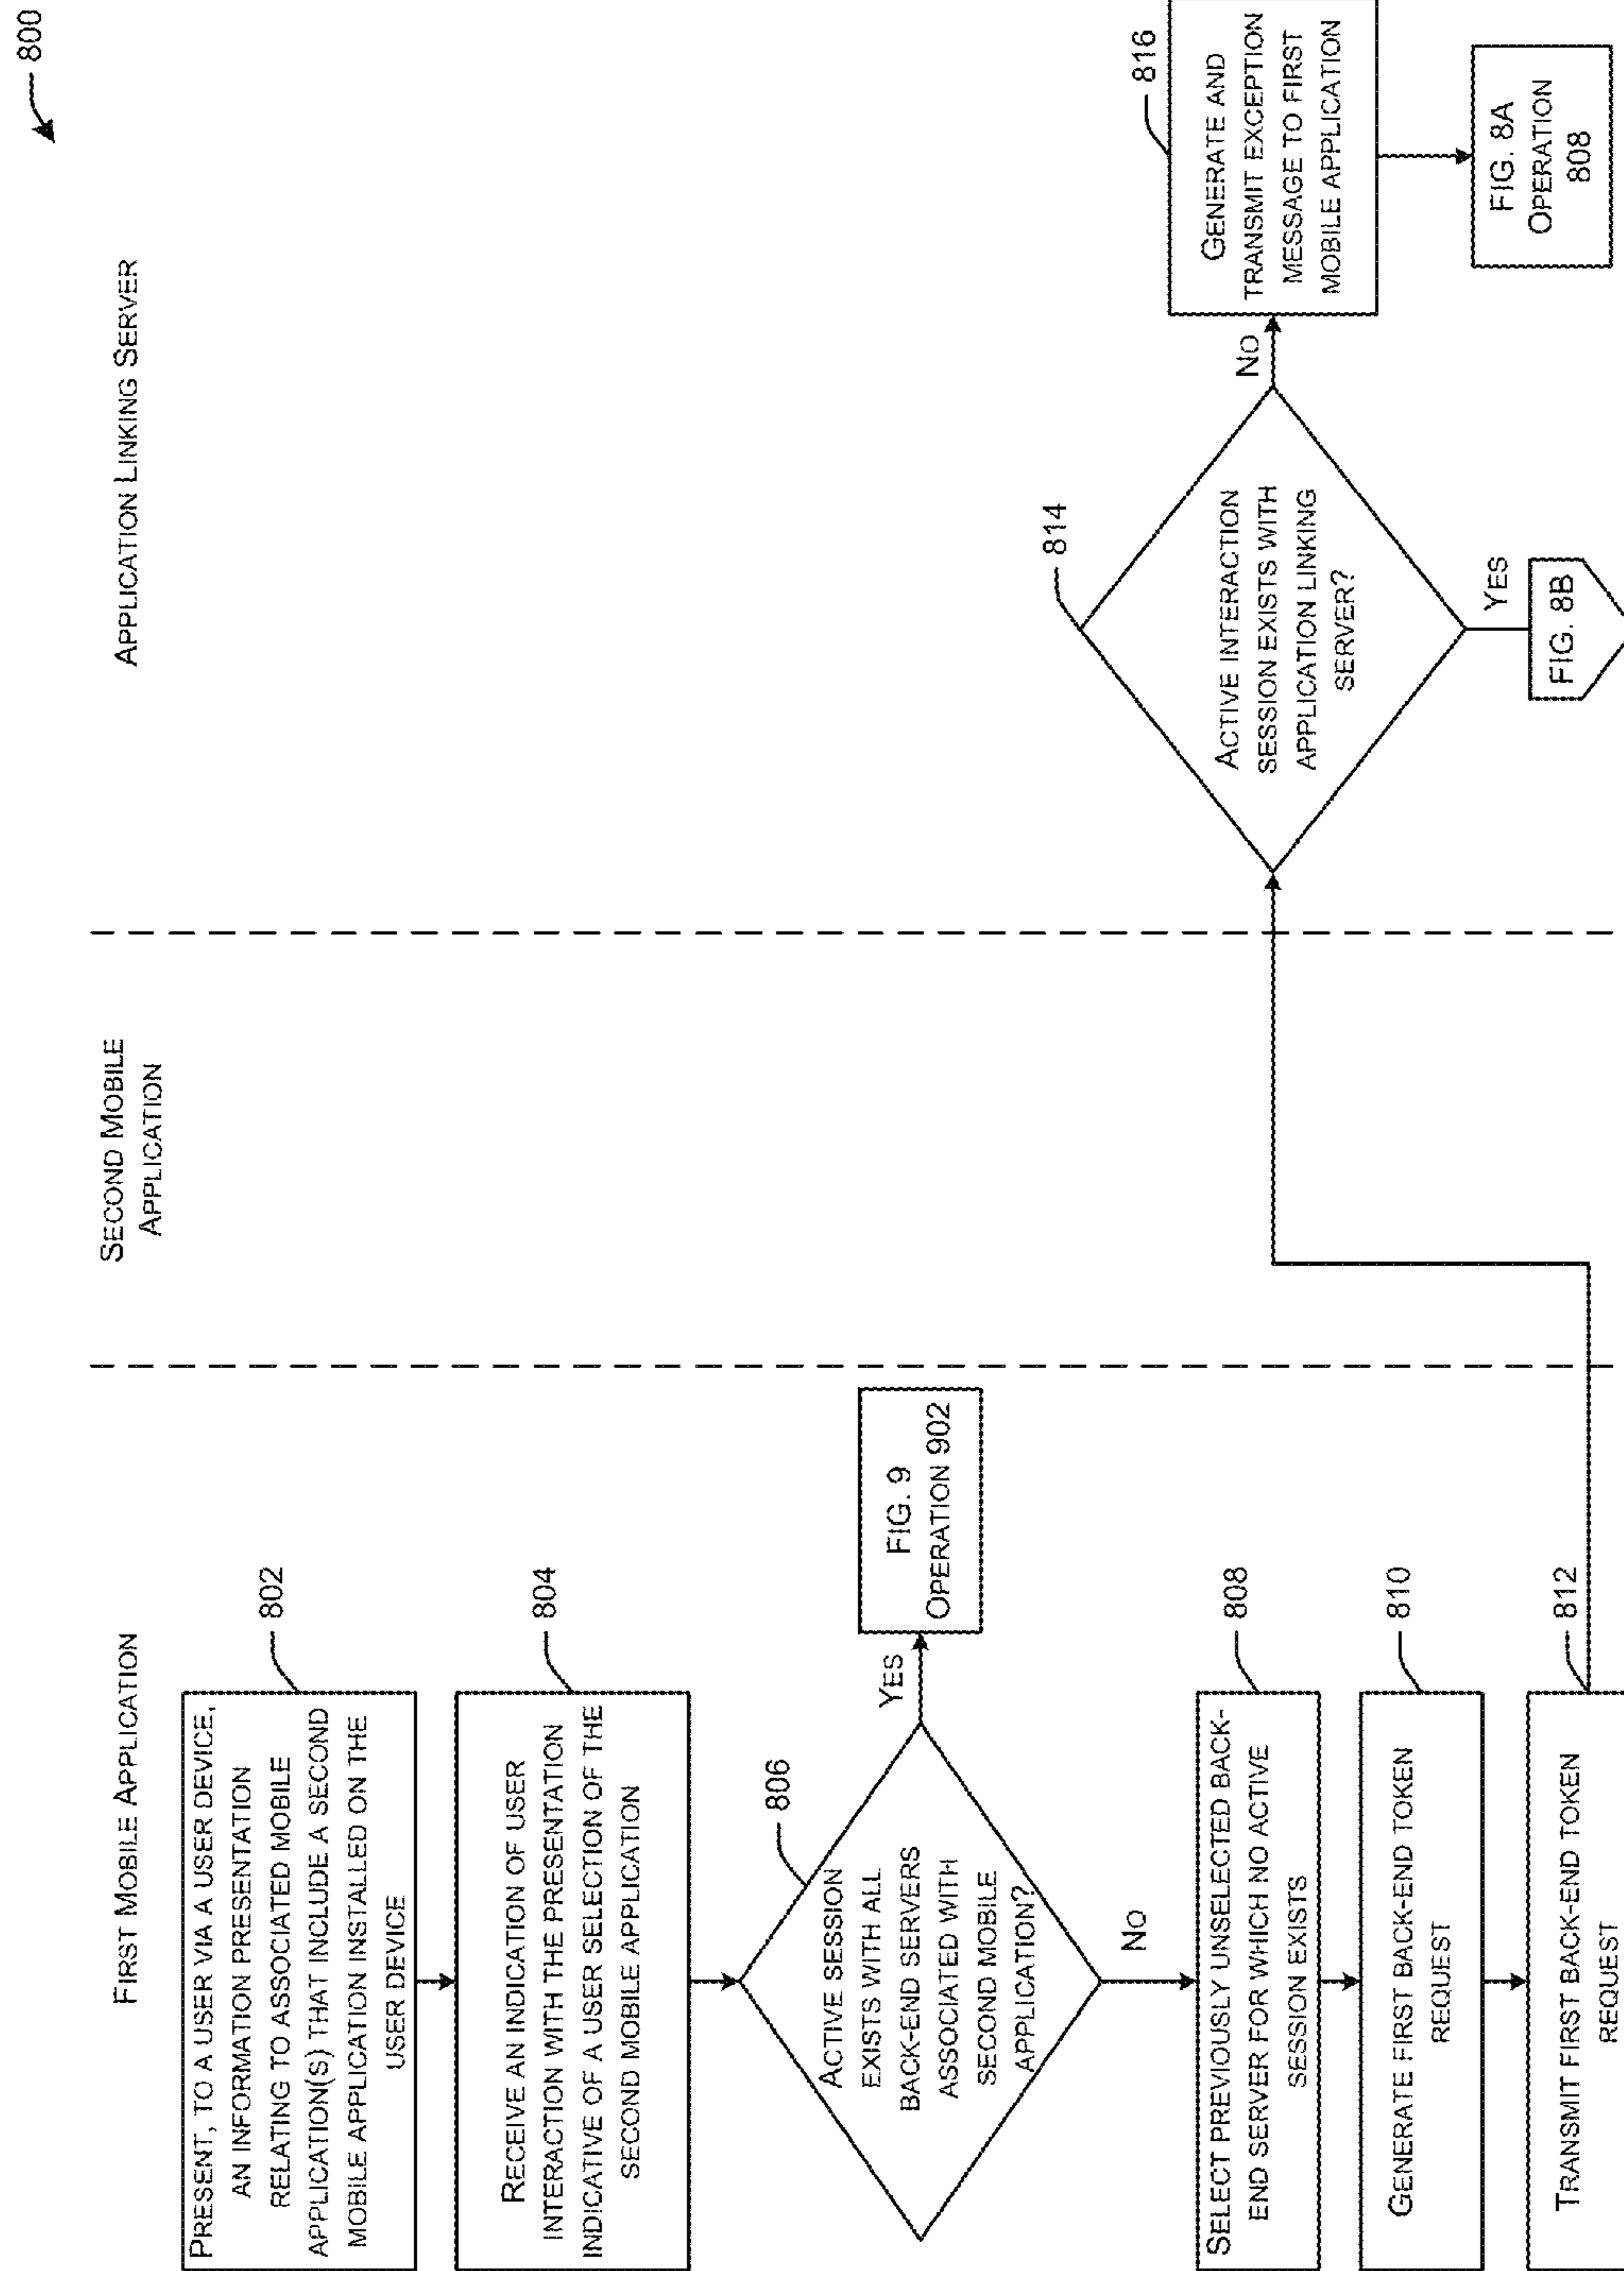 800
FIRST MOBILE APPLICATION
SECOND MOBILE
APPLICATION
APPLICATION LINKING SERVER
802
PRESENT, TO A USER VIA A USER DEVICE,
AN INFORMATION PRESENTATION
RELATING TO ASSOCIATED MOBILE
APPLICATION(S) THAT INCLUDE A SECOND
MOBILE APPLICATION INSTALLED ON THE
USER DEVICE
804
RECEIVE AN INDICATION OF USER
INTERACTION WITH THE PRESENTATION
INDICATIVE OF A USER SELECTION OF THE
SECOND MOBILE APPLICATION
806
ACTIVE SESSION
EXISTS WITH ALL
BACK-END SERVERS
ASSOCIATED WITH
SECOND MOBILE
APPLICATION?
YES
FIG. 9
OPERATION 902
NO
808
SELECT PREVIOUSLY UNSELECTED BACK-
END SERVER FOR WHICH NO ACTIVE
SESSION EXISTS
810
GENERATE FIRST BACK-END TOKEN
REQUEST
812
TRANSMIT FIRST BACK-END TOKEN
REQUEST
814
ACTIVE INTERACTION
SESSION EXISTS WITH
APPLICATION LINKING
SERVER?
NO
816
GENERATE AND
TRANSMIT EXCEPTION
MESSAGE TO FIRST
MOBILE APPLICATION
FIG. 8A
OPERATION
808
YES
FIG. 8B